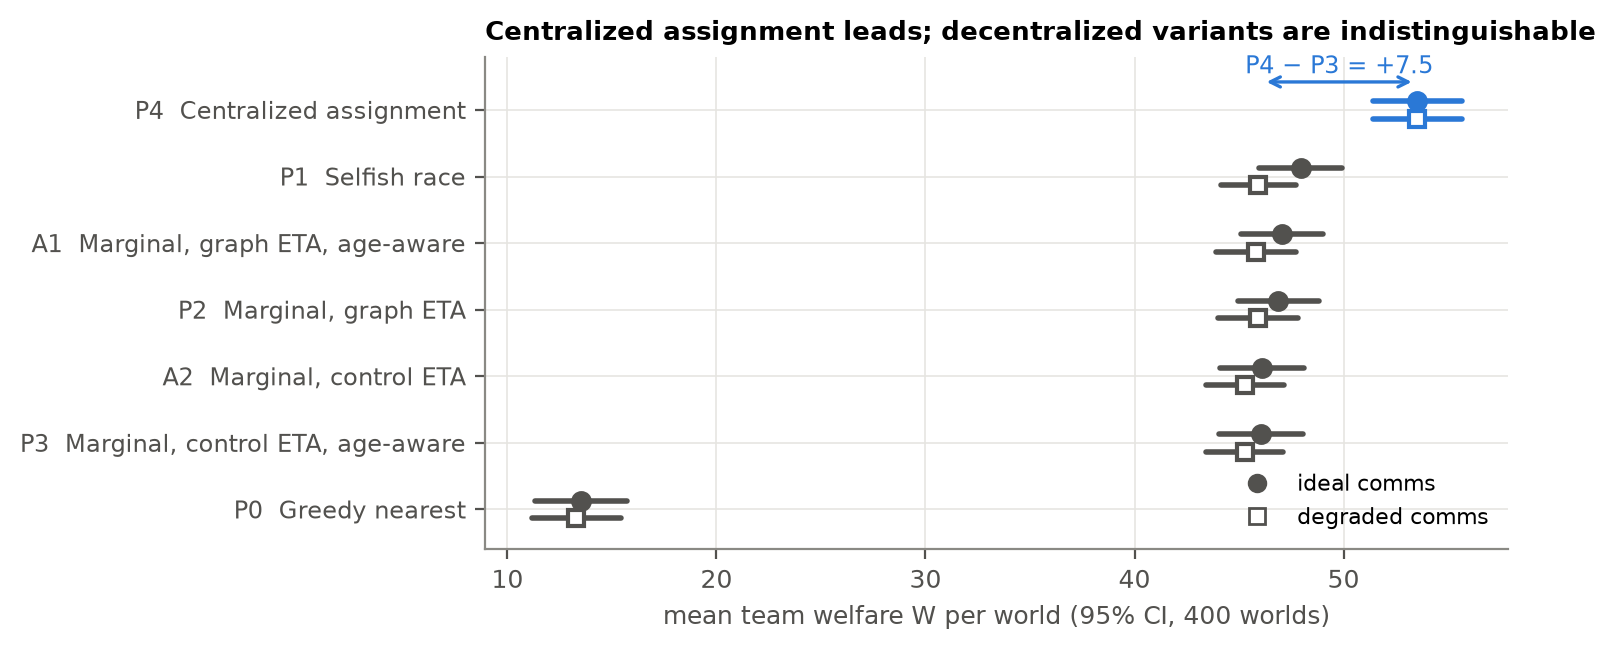 Centralized assignment leads; decentralized variants are indistinguishable
P4 − P3 = +7.5
P4 Centralized assignment
P1 Selfish race
A1 Marginal, graph ETA, age-aware
P2 Marginal, graph ETA
A2 Marginal, control ETA
P3 Marginal, control ETA, age-aware
P0 Greedy nearest
ideal comms
degraded comms
10 20 30 40 50
mean team welfare W per world (95% CI, 400 worlds)